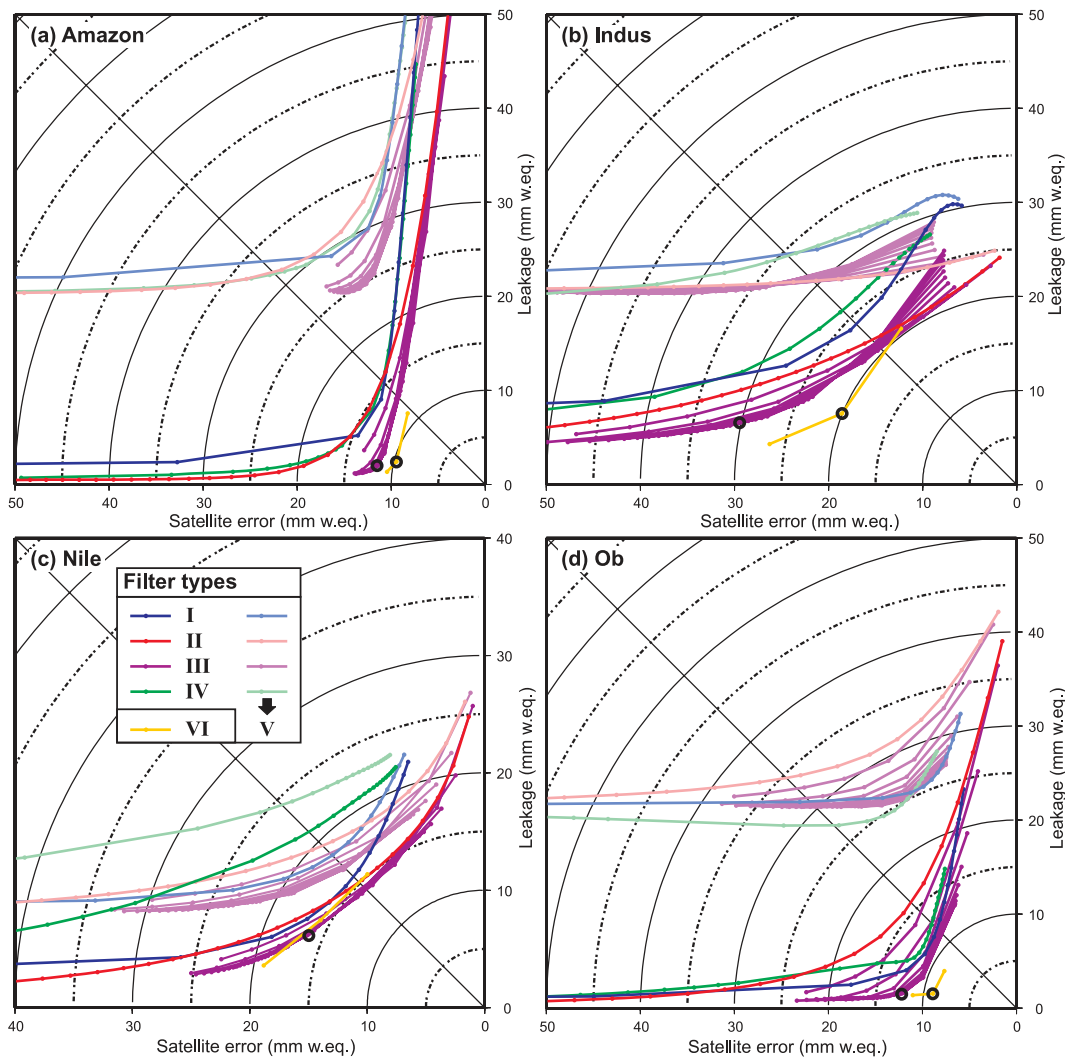 (a) Amazon
50
40
30
20
10
0
Leakage (mm w.eq.)
50 40 30 20 10 0
Satellite error (mm w.eq.)
(b) Indus
50
40
30
20
10
0
Leakage (mm w.eq.)
50 40 30 20 10 0
Satellite error (mm w.eq.)
(c) Nile
Filter types
I
II
III
IV
VI V
40
30
20
10
0
Leakage (mm w.eq.)
40 30 20 10 0
Satellite error (mm w.eq.)
(d) Ob
50
40
30
20
10
0
Leakage (mm w.eq.)
50 40 30 20 10 0
Satellite error (mm w.eq.)